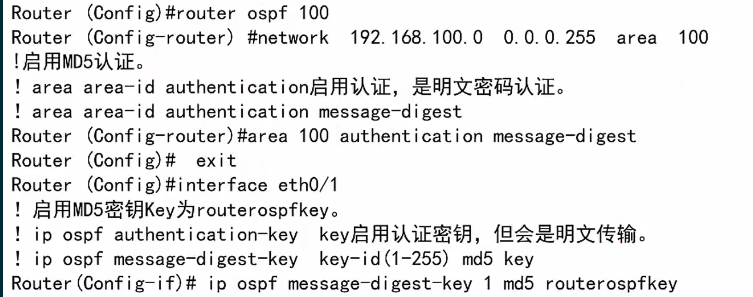 Router (Config)#router ospf 100
Router (Config-router) #network 192.168.100.0 0.0.0.255 area 100
!启用MD5认证。
! area area-id authentication启用认证，是明文密码认证。
! area area-id authentication message-digest
Router (Config-router)#area 100 authentication message-digest
Router (Config)# exit
Router (Config)#interface eth0/1
! 启用MD5密钥Key为routerospfkey。
! ip ospf authentication-key key启用认证密钥，但会是明文传输。
! ip ospf message-digest-key key-id(1-255) md5 key
Router(Config-if)# ip ospf message-digest-key 1 md5 routerospfkey